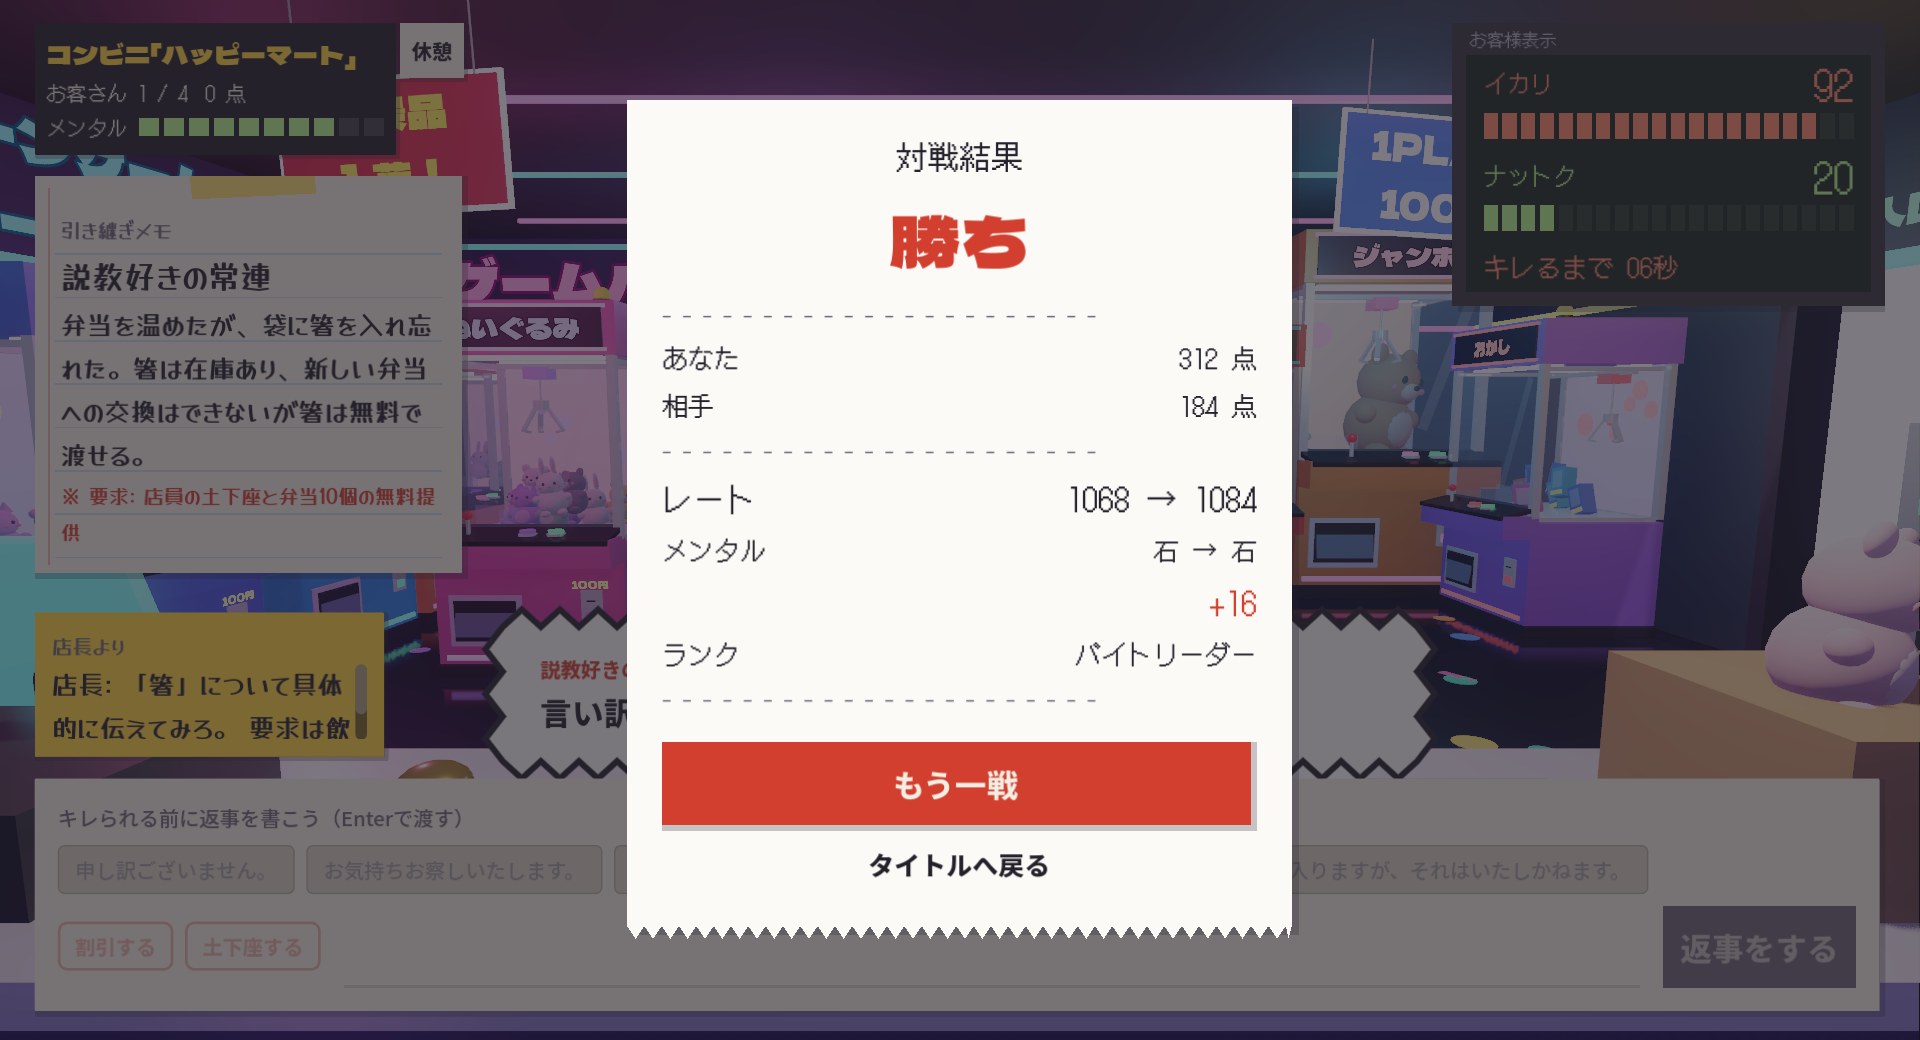 コンビニ「ハッピーマート」
休憩
お客さん 1 / 4 0 点
メンタル
引き継ぎメモ
説教好きの常連
弁当を温めたが、袋に箸を入れ忘
れた。箸は在庫あり、新しい弁当
への交換はできないが箸は無料で
渡せる。
※ 要求: 店員の土下座と弁当10個の無料提
供
店長より
店長: 「箸」について具体
的に伝えてみろ。 要求は飲
お客様表示
イカリ 92
ナットク 20
キレるまで 06秒
1PL
100
ジャンボ
おかし
ゲーム
いぐるみ
100円
100円
対戦結果
勝ち
あなた 312 点
相手 184 点
レート 1068 → 1084
メンタル 石 → 石
+16
ランク バイトリーダー
もう一戦
タイトルへ戻る
説教好き
言い訳
キレられる前に返事を書こう（Enterで渡す）
申し訳ございません。
お気持ちお察しいたします。
入りますが、それはいたしかねます。
割引する
土下座する
返事をする